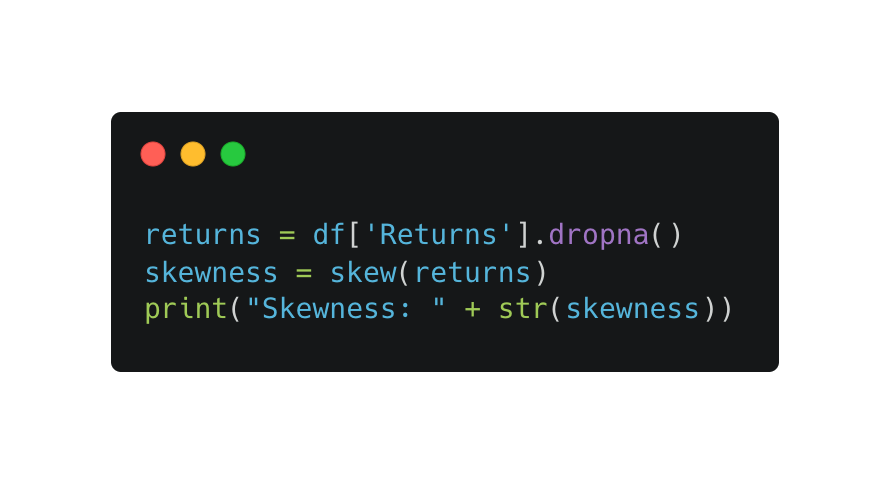 returns = df['Returns'].dropna()
skewness = skew(returns)
print("Skewness: " + str(skewness))